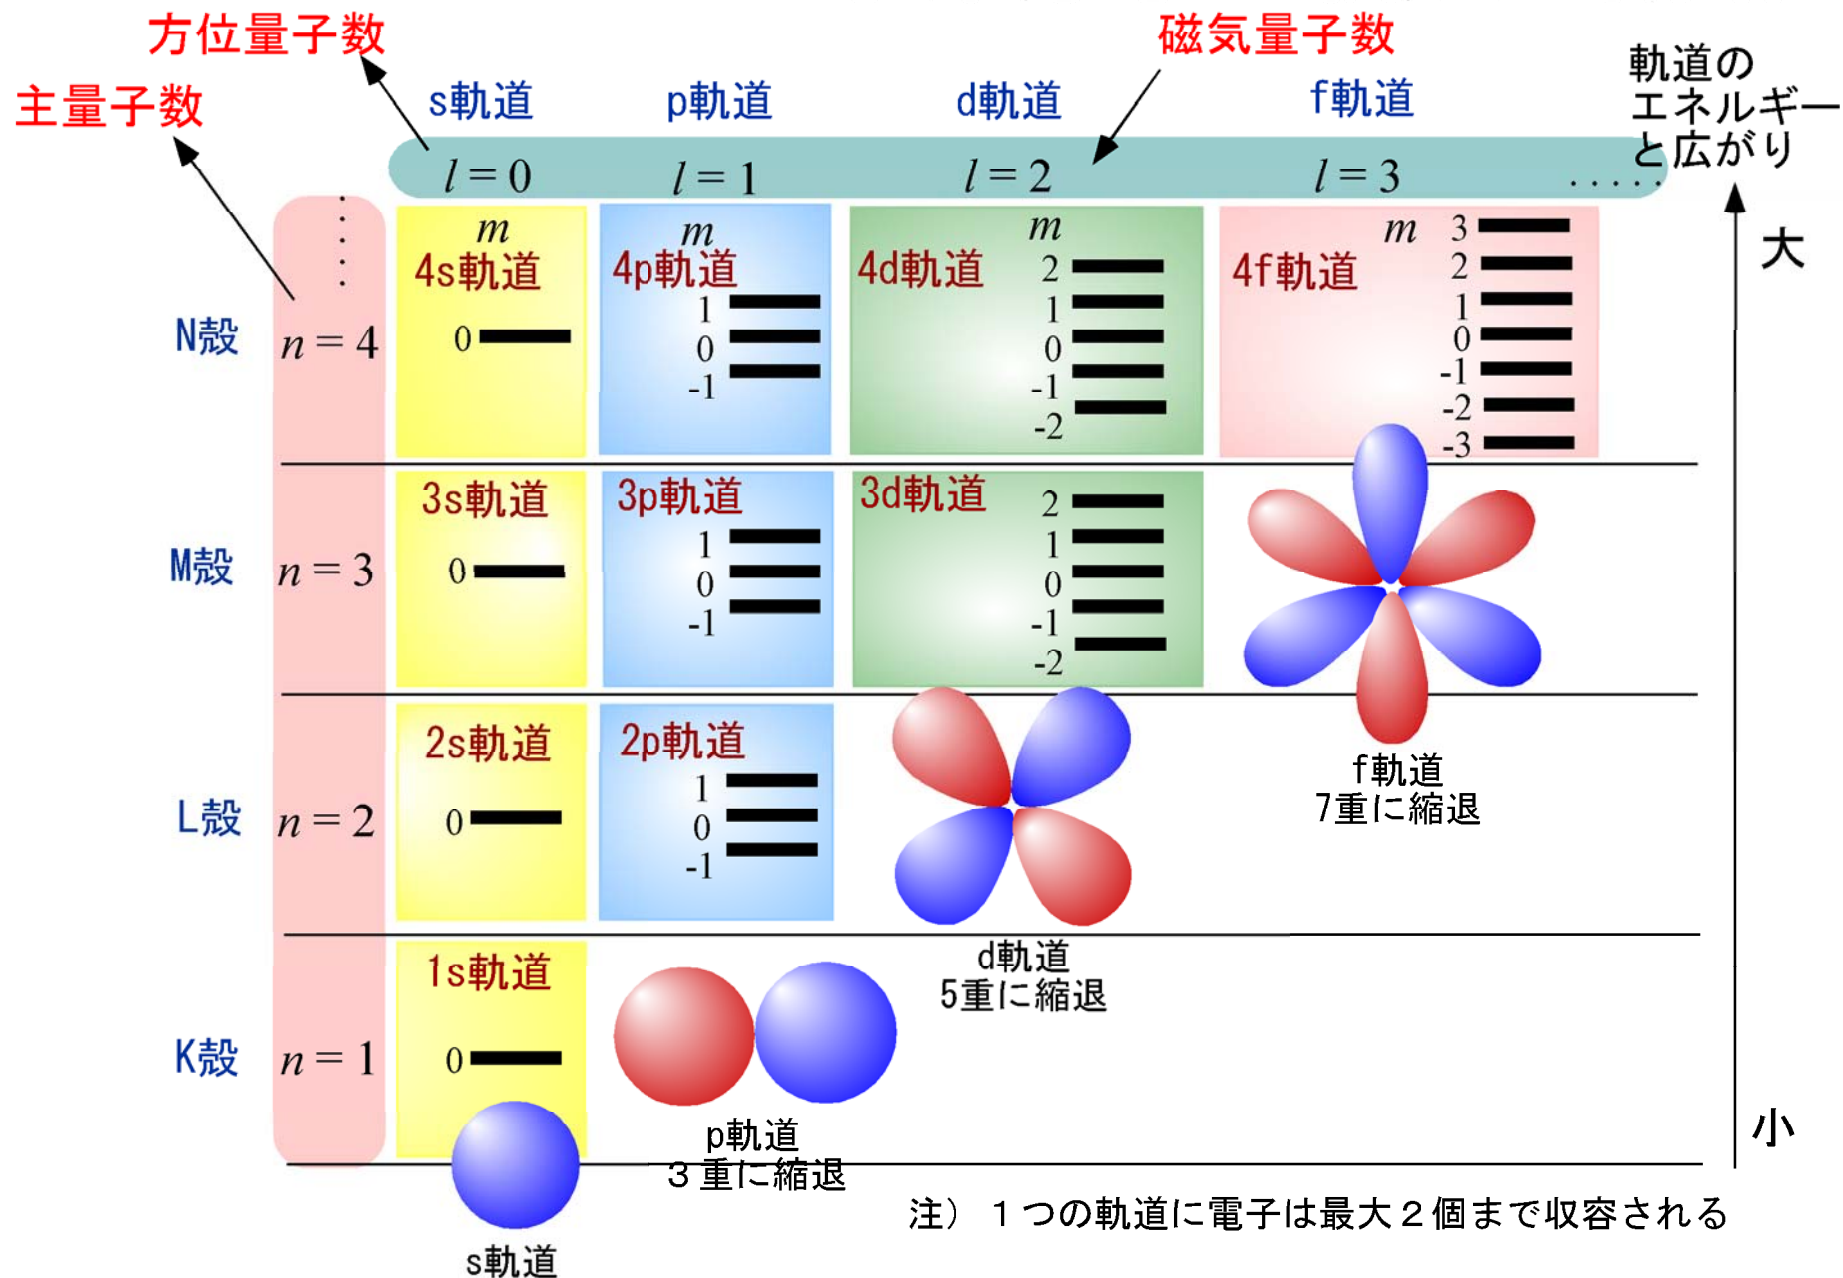 方位量子数
磁気量子数
主量子数
軌道の
エネルギー
と広がり
s軌道
p軌道
d軌道
f軌道
l = 0
l = 1
l = 2
l = 3
.....
大
小
N殻
n = 4
m
4s軌道
0
m
4p軌道
1
0
-1
m
4d軌道
2
1
0
-1
-2
m
4f軌道
3
2
1
0
-1
-2
-3
M殻
n = 3
3s軌道
0
3p軌道
1
0
-1
3d軌道
2
1
0
-1
-2
f軌道
7重に縮退
L殻
n = 2
2s軌道
0
2p軌道
1
0
-1
d軌道
5重に縮退
K殻
n = 1
1s軌道
0
p軌道
３重に縮退
s軌道
注）１つの軌道に電子は最大２個まで収容される